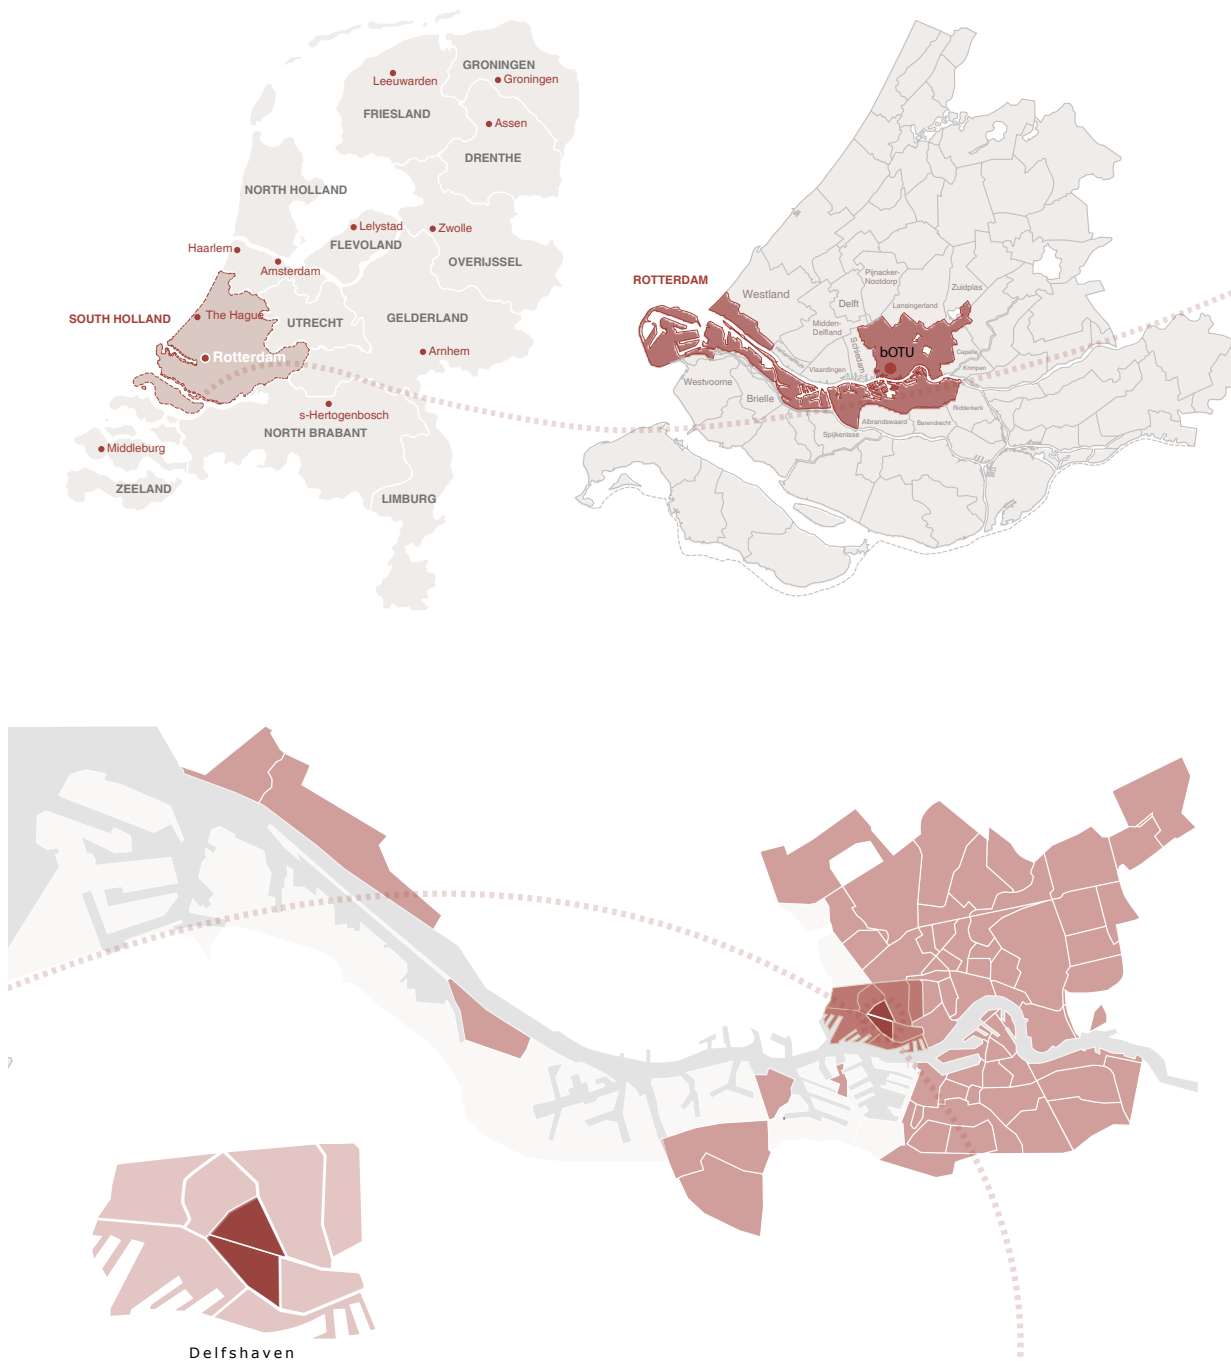 GRONINGEN
Leeuwarden
Groningen
FRIESLAND
Assen
DRENTHE
NORTH HOLLAND
Lelystad
Zwolle
Haarlem
FLEVOLAND
Amsterdam
OVERIJSSEL
SOUTH HOLLAND
The Hague
UTRECHT
GELDERLAND
Rotterdam
Arnhem
s-Hertogenbosch
NORTH BRABANT
Middleburg
ZEELAND
LIMBURG
ROTTERDAM
Westland
Pijnacker-
Nootdorp
Zuidplas
Delft
Lansingerland
Midden-
Delfland
Schiedam
bOTU
Capelle
Vlaardingen
Krimpen
Westvoorne
Brielle
Ridderkerk
Albrandswaard
Barendrecht
Spijkenisse
Delfshaven